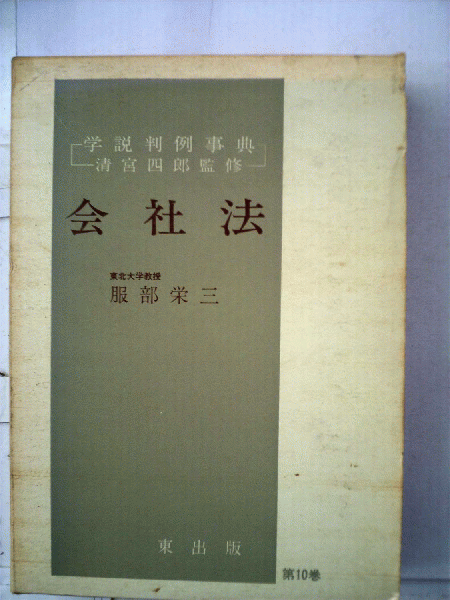 学説判例事典
清宮四郎監修
会社法
東北大学教授
服部栄三
東出版
第10巻